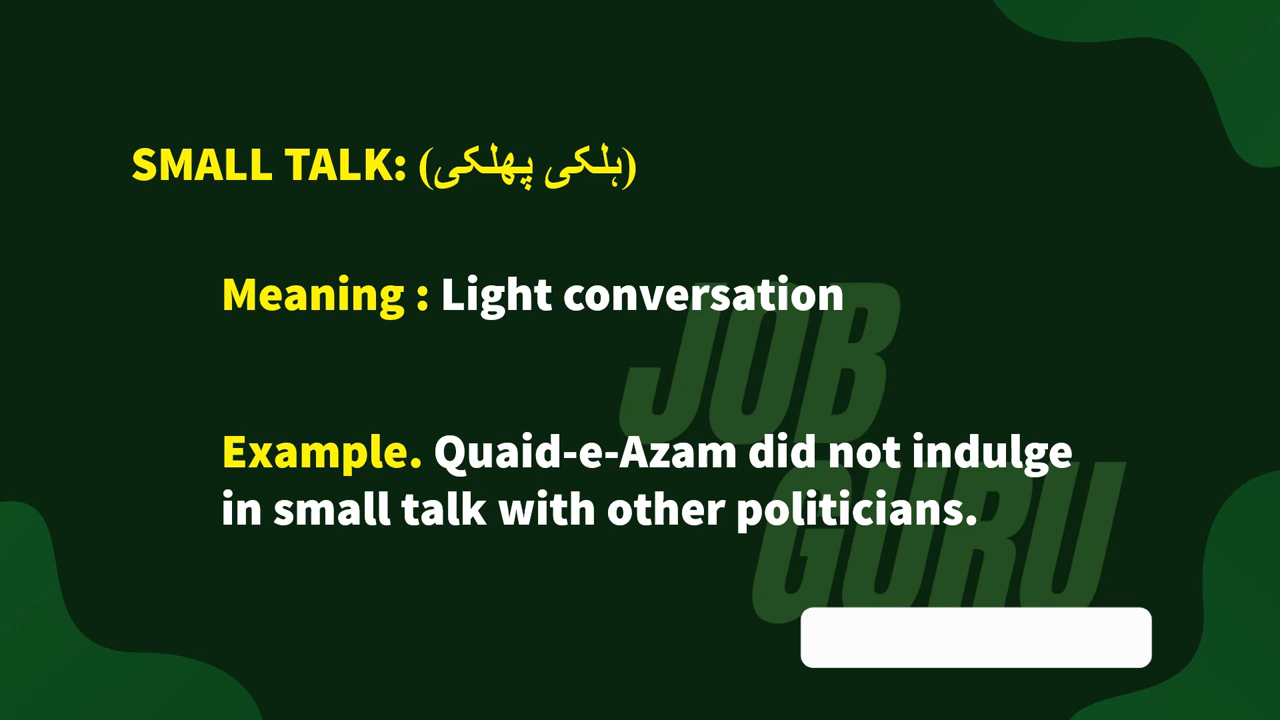 SMALL TALK: (ہلکی پھلکی)
Meaning : Light conversation
JOB
Example. Quaid-e-Azam did not indulge
in small talk with other politicians.
GURU